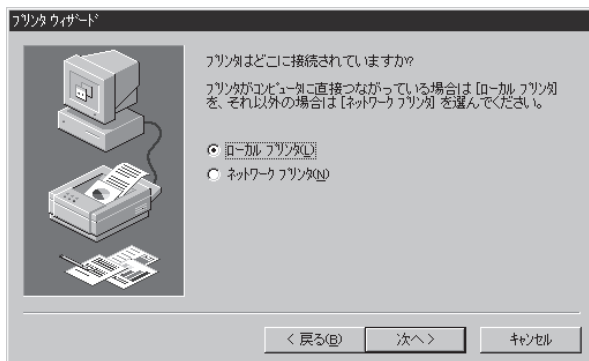 プリンタ ウィザード
プリンタはどこに接続されていますか?
プリンタがコンピュータに直接つながっている場合は [ローカル プリンタ]
を、それ以外の場合は [ネットワーク プリンタ] を選んでください。
ローカル プリンタ(L)
ネットワーク プリンタ(N)
< 戻る(B)
次へ >
キャンセル